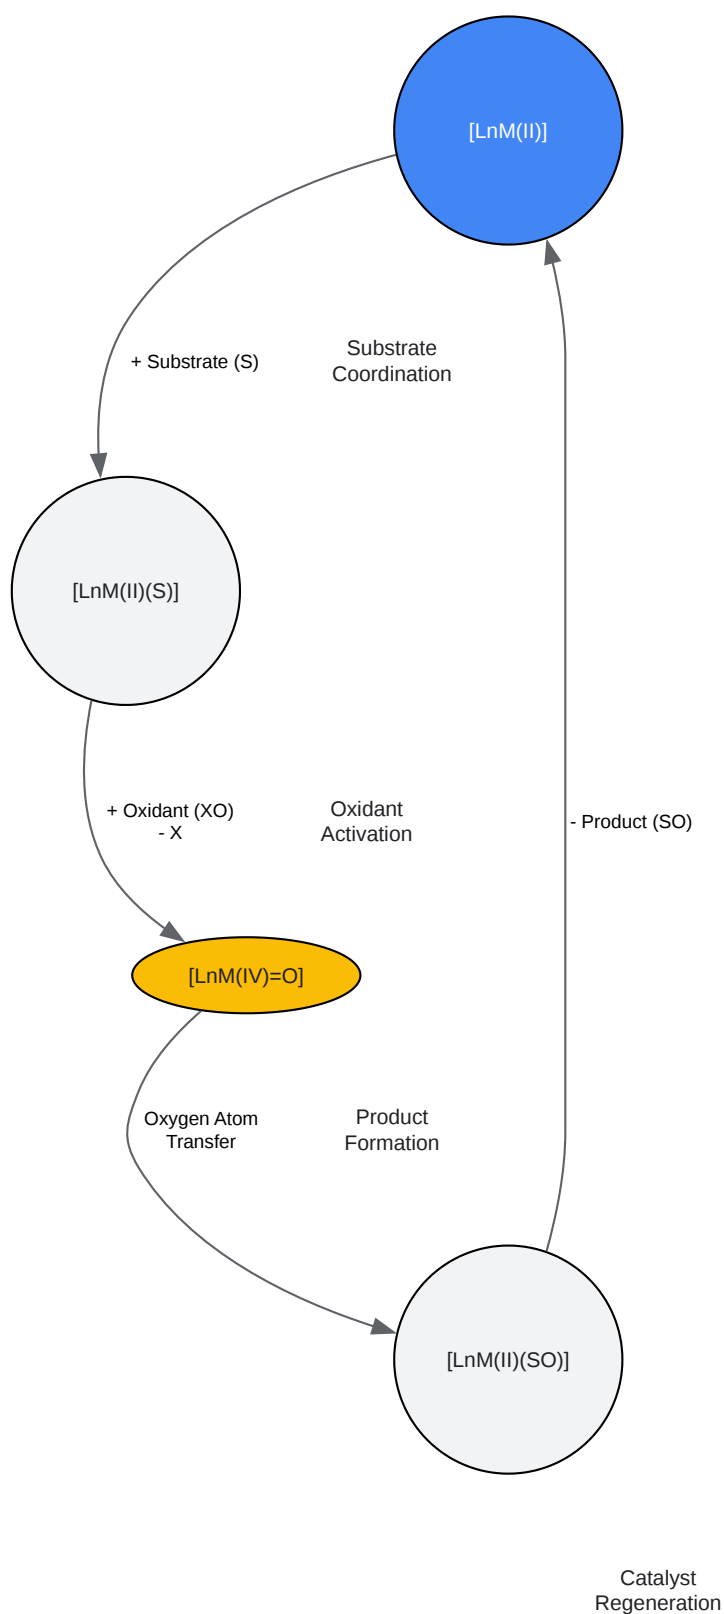 [LnM(II)]
+ Substrate (S)
Substrate
Coordination
[LnM(II)(S)]
+ Oxidant (XO)
- X
Oxidant
Activation
- Product (SO)
[LnM(IV)=O]
Oxygen Atom
Transfer
Product
Formation
[LnM(II)(SO)]
Catalyst
Regeneration